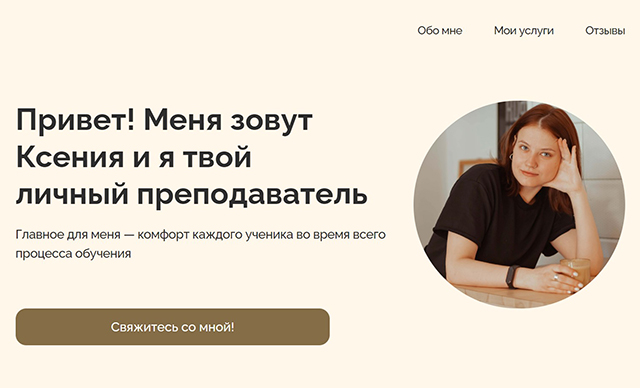 Обо мне Мои услуги Отзывы
Привет! Меня зовут
Ксения и я твой
личный преподаватель
Главное для меня — комфорт каждого ученика во время всего
процесса обучения
Свяжитесь со мной!